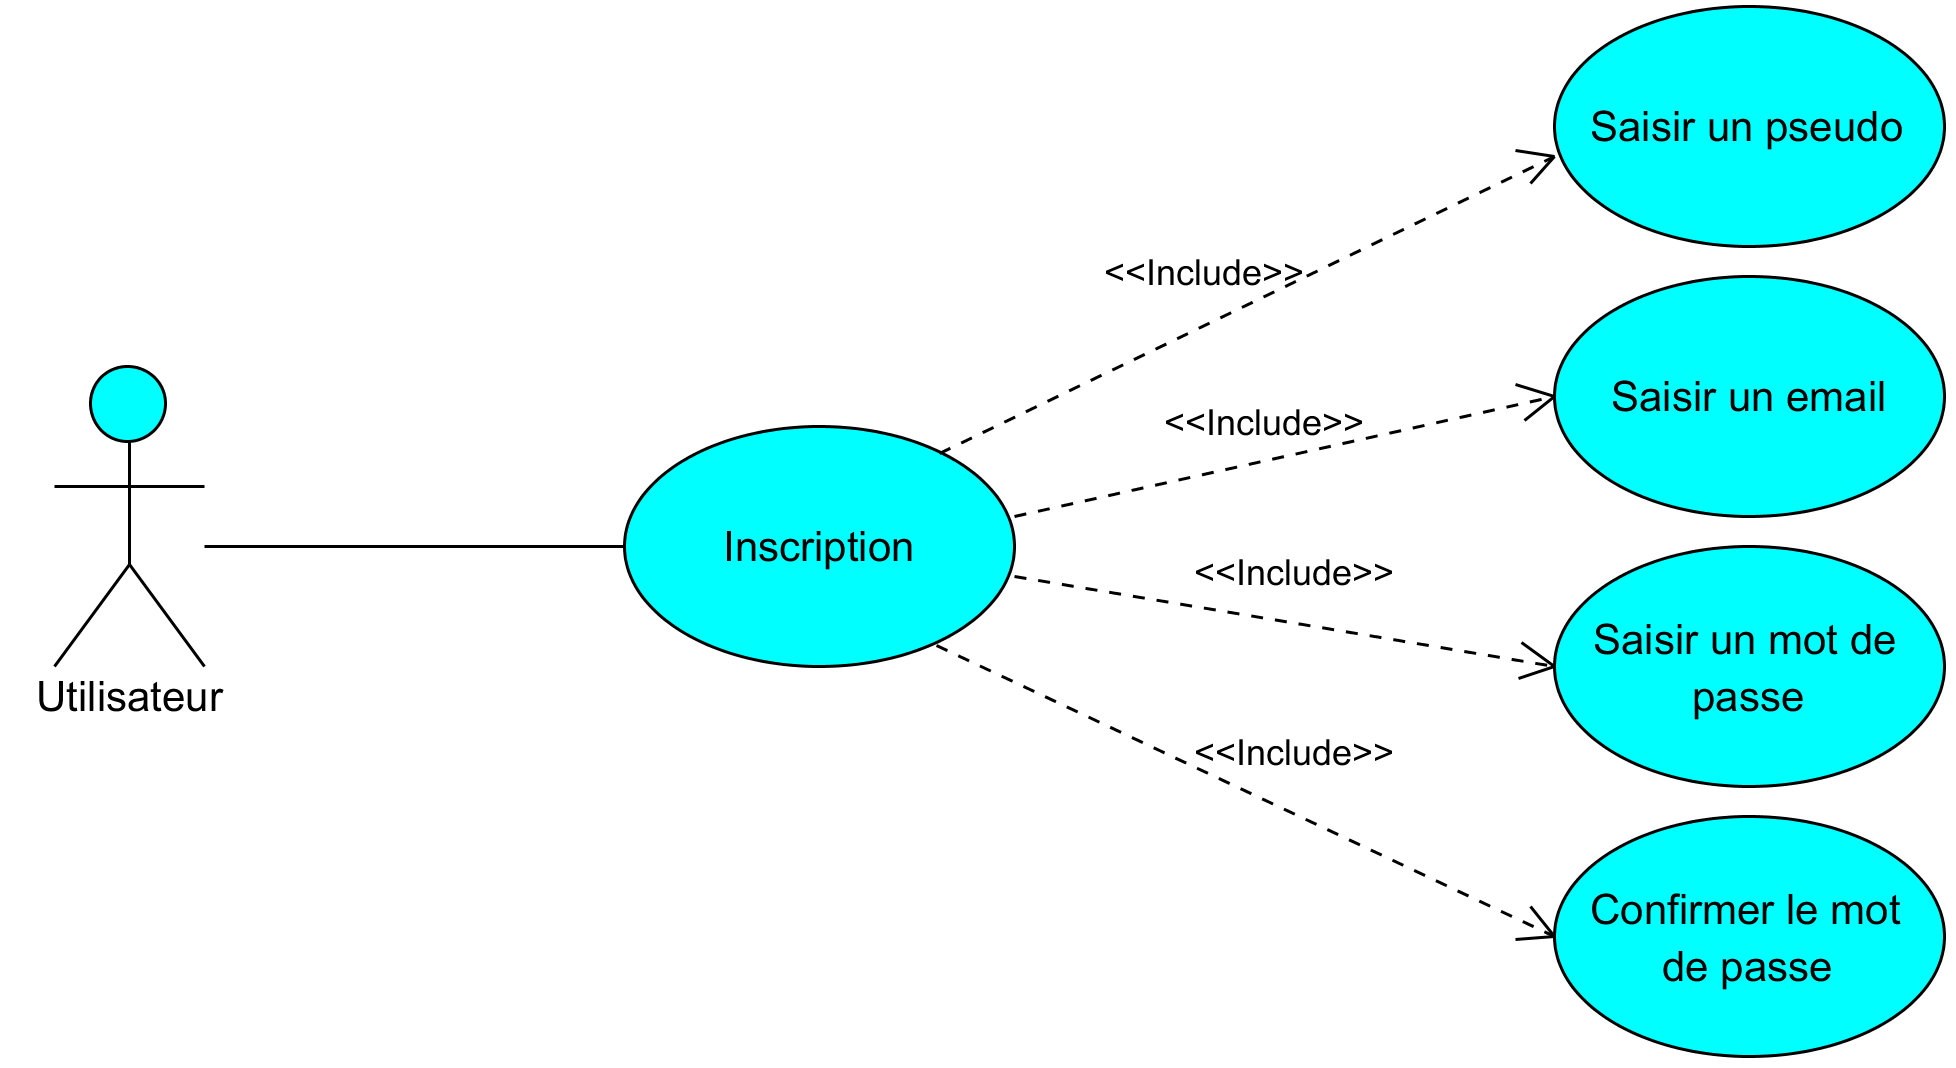 Saisir un pseudo
<<Include>>
Saisir un email
<<Include>>
Inscription
<<Include>>
Saisir un mot de
passe
Utilisateur
<<Include>>
Confirmer le mot
de passe